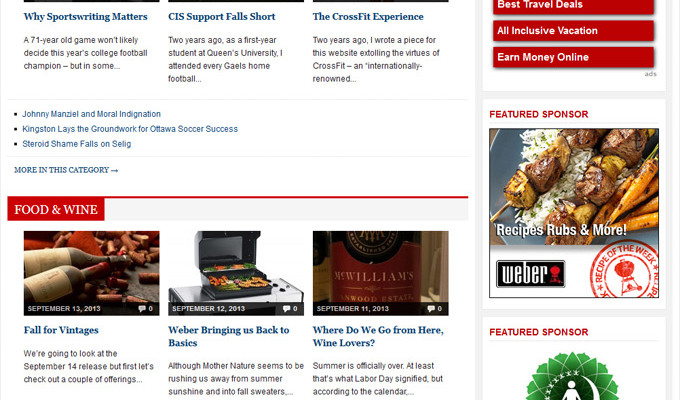 Why Sportswriting Matters
A 71-year old game won't likely
decide this year's college football
champion – but in some...
CIS Support Falls Short
Two years ago, as a first-year
student at Queen's University, I
attended every Gaels home
football...
The CrossFit Experience
Two years ago, I wrote a piece for
this website extolling the virtues of
CrossFit – an "internationally-
renowned...
Johnny Manziel and Moral Indignation
Kingston Lays the Groundwork for Ottawa Soccer Success
Steroid Shame Falls on Selig
MORE IN THIS CATEGORY →
FOOD & WINE
SEPTEMBER 13, 2013 0
Fall for Vintages
We're going to look at the
September 14 release but first let's
check out a couple of offerings...
SEPTEMBER 12, 2013 0
Weber Bringing us Back to
Basics
Although Mother Nature seems to be
rushing us away from summer
sunshine and into fall sweaters,...
McWILLIAM'S
ENWOOD ESTATE
SEPTEMBER 11, 2013 0
Where Do We Go from Here,
Wine Lovers?
Summer is officially over. At least
that's what Labor Day signified, but
according to the calendar,...
Best Travel Deals
All Inclusive Vacation
Earn Money Online
ads
FEATURED SPONSOR
Recipes Rubs & More!
weber
RECIPE OF THE WEEK
FEATURED SPONSOR